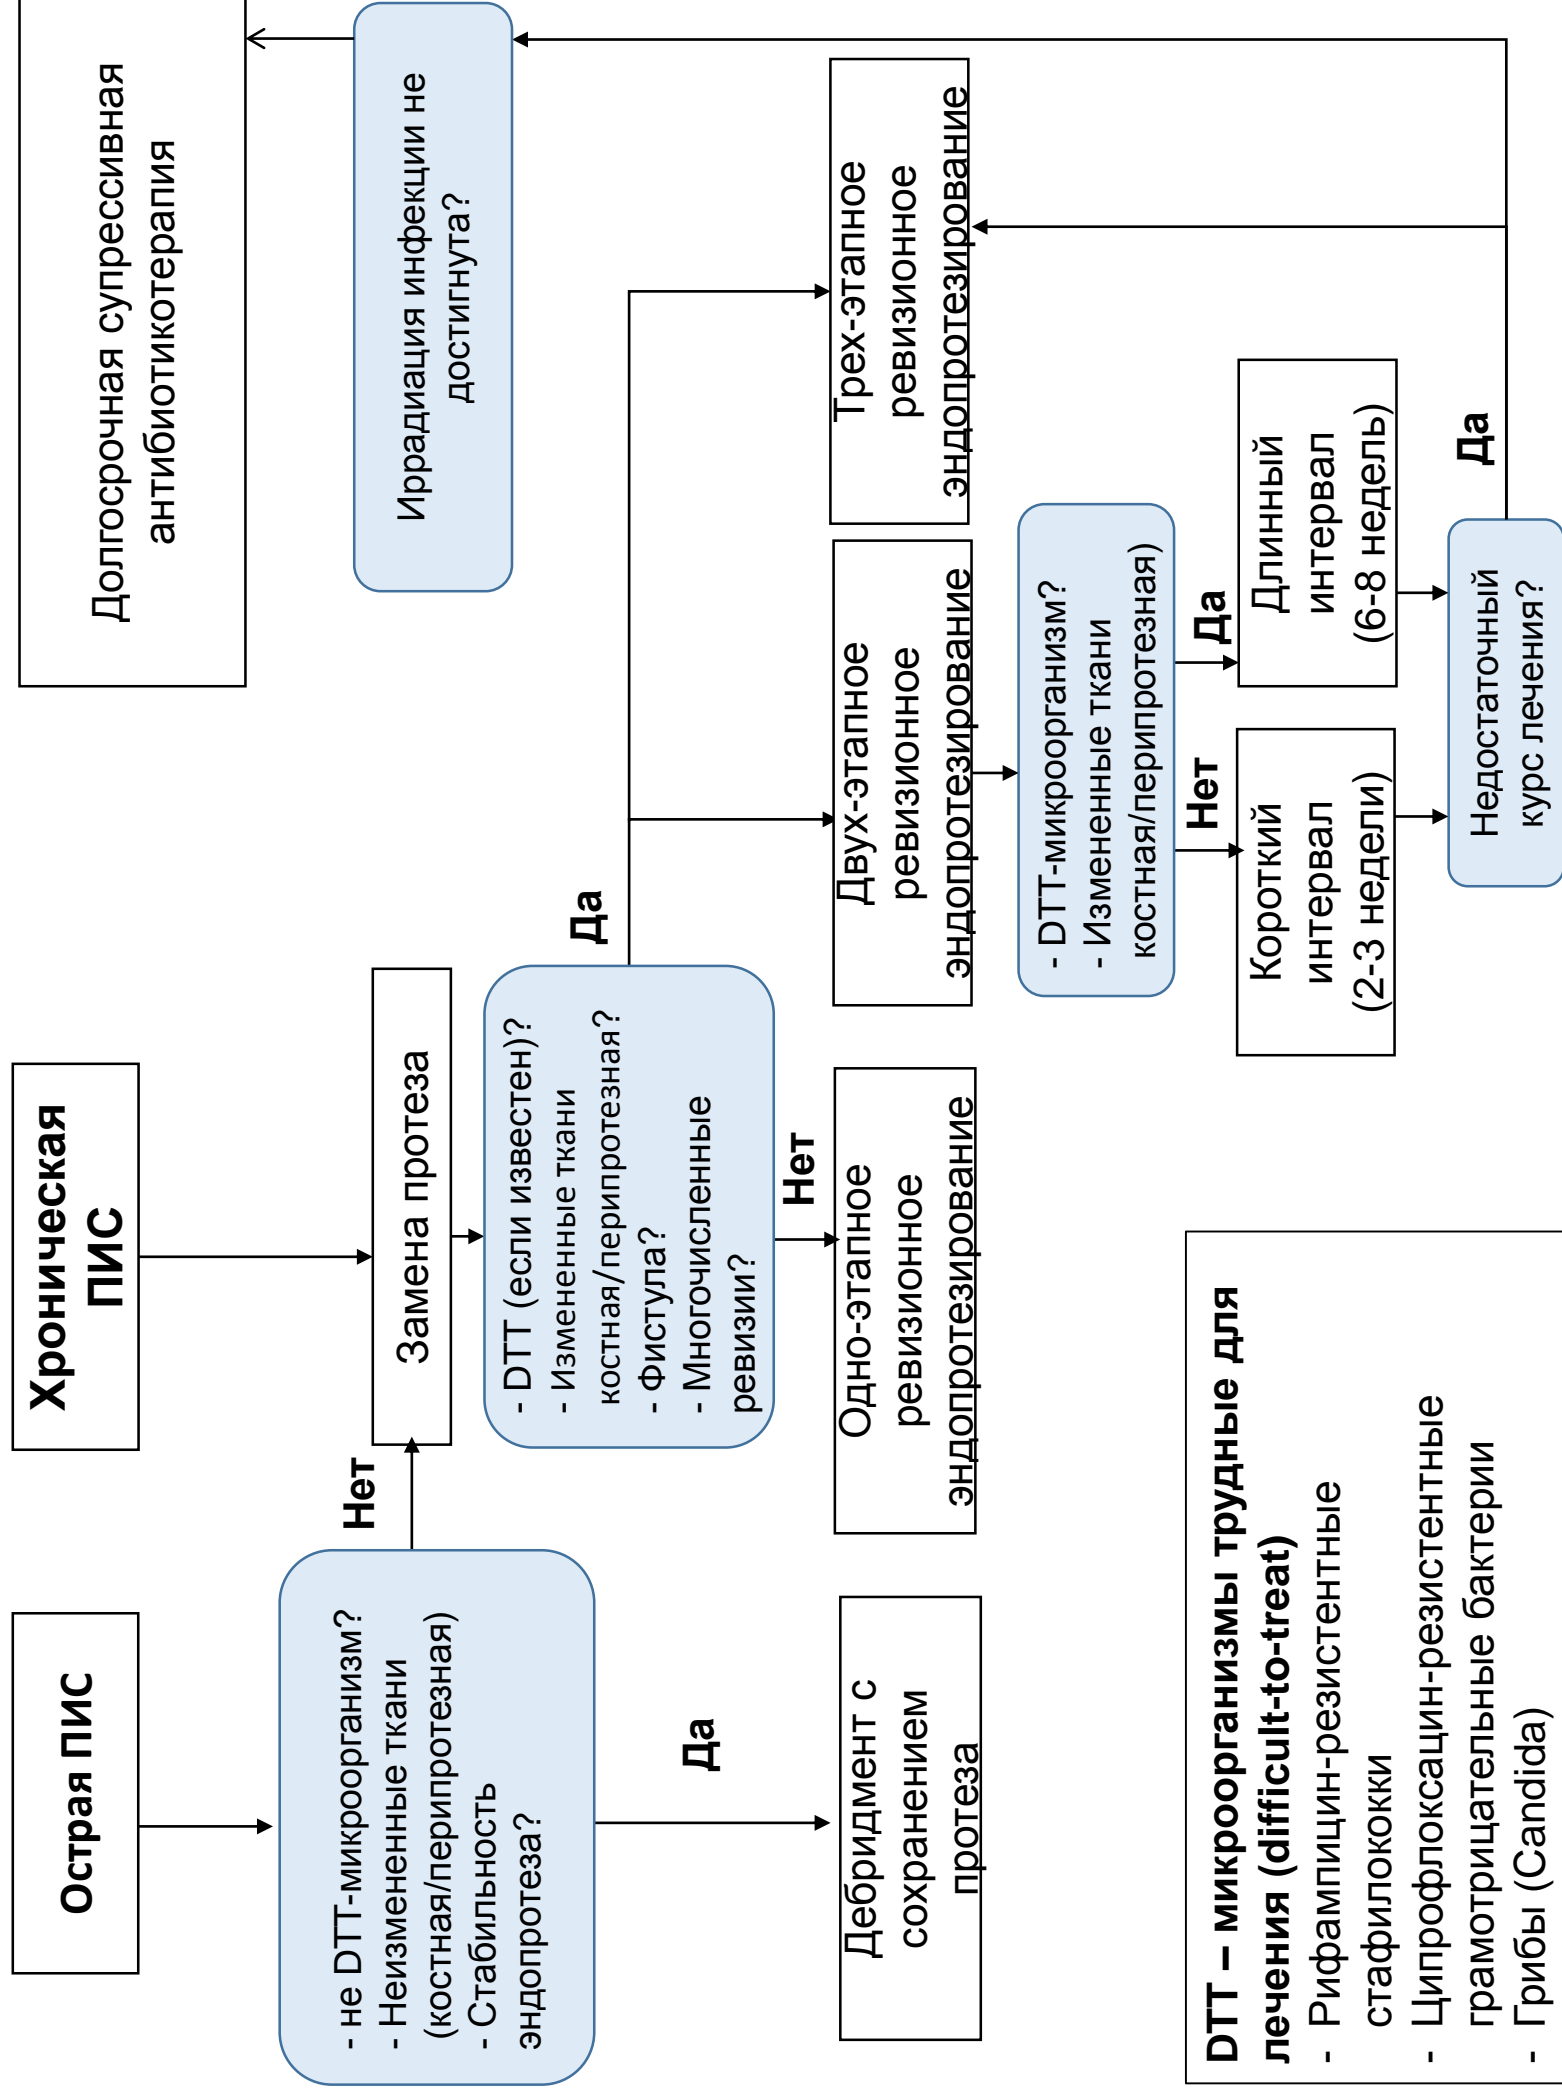 Острая ПИС
Хроническая
ПИС
Долгосрочная супрессивная
антибиотикотерапия
- не DTT-микроорганизм?
- Неизмененные ткани
(костная/перипротезная)
- Стабильность
эндопротеза?
Нет
Замена протеза
Иррадиация инфекции не
достигнута?
- DTT (если известен)?
- Измененные ткани
костная/перипротезная?
- Фистула?
- Многочисленные
ревизии?
Да
Да
Нет
Дебридмент с
сохранением
протеза
Одно-этапное
ревизионное
эндопротезирование
Двух-этапное
ревизионное
эндопротезирование
Трех-этапное
ревизионное
эндопротезирование
- DTT-микроорганизм?
- Измененные ткани
костная/перипротезная)
Нет
Да
Короткий
интервал
(2-3 недели)
Длинный
интервал
(6-8 недель)
Недостаточный
курс лечения?
Да
DTT – микроорганизмы трудные для
лечения (difficult-to-treat)
- Рифампицин-резистентные
стафилококки
- Ципрофлоксацин-резистентные
грамотрицательные бактерии
- Грибы (Candida)